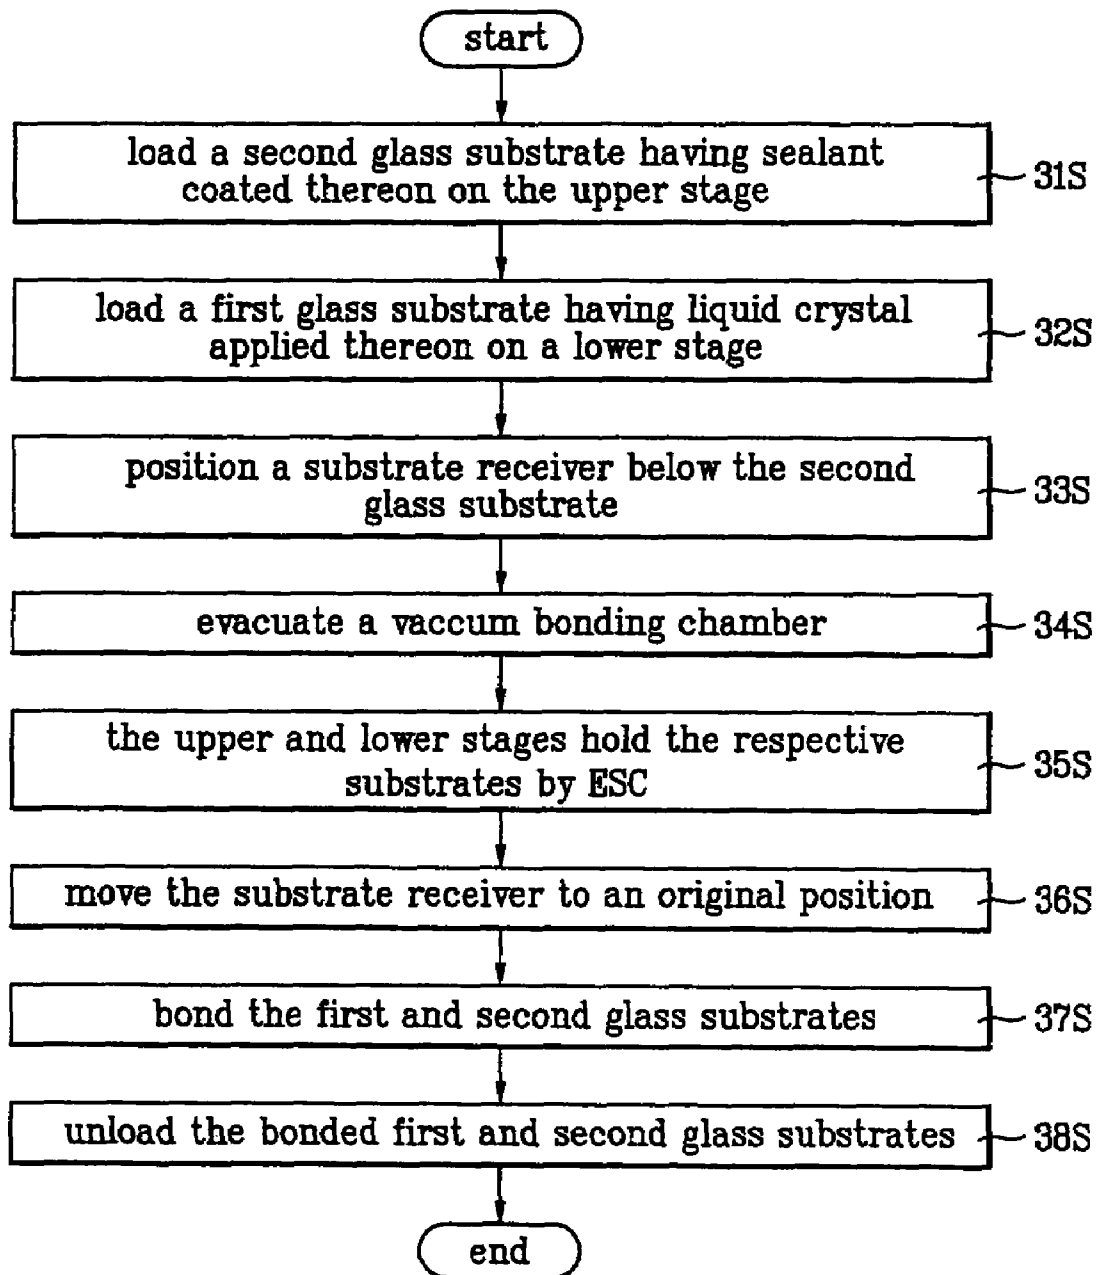 start
load a second glass substrate having sealant
coated thereon on the upper stage
31S
load a first glass substrate having liquid crystal
applied thereon on a lower stage
32S
position a substrate receiver below the second
glass substrate
33S
evacuate a vaccum bonding chamber
34S
the upper and lower stages hold the respective
substrates by ESC
35S
move the substrate receiver to an original position
36S
bond the first and second glass substrates
37S
unload the bonded first and second glass substrates
38S
end